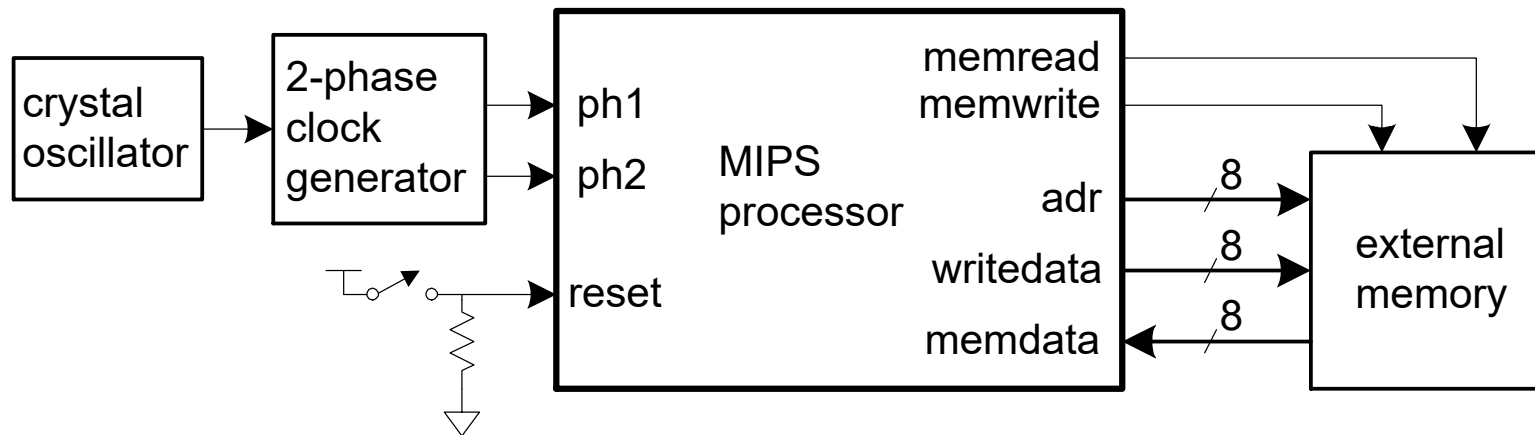 crystal
oscillator
2-phase
clock
generator
ph1
ph2
reset
MIPS
processor
memread
memwrite
adr
writedata
memdata
8
8
8
external
memory